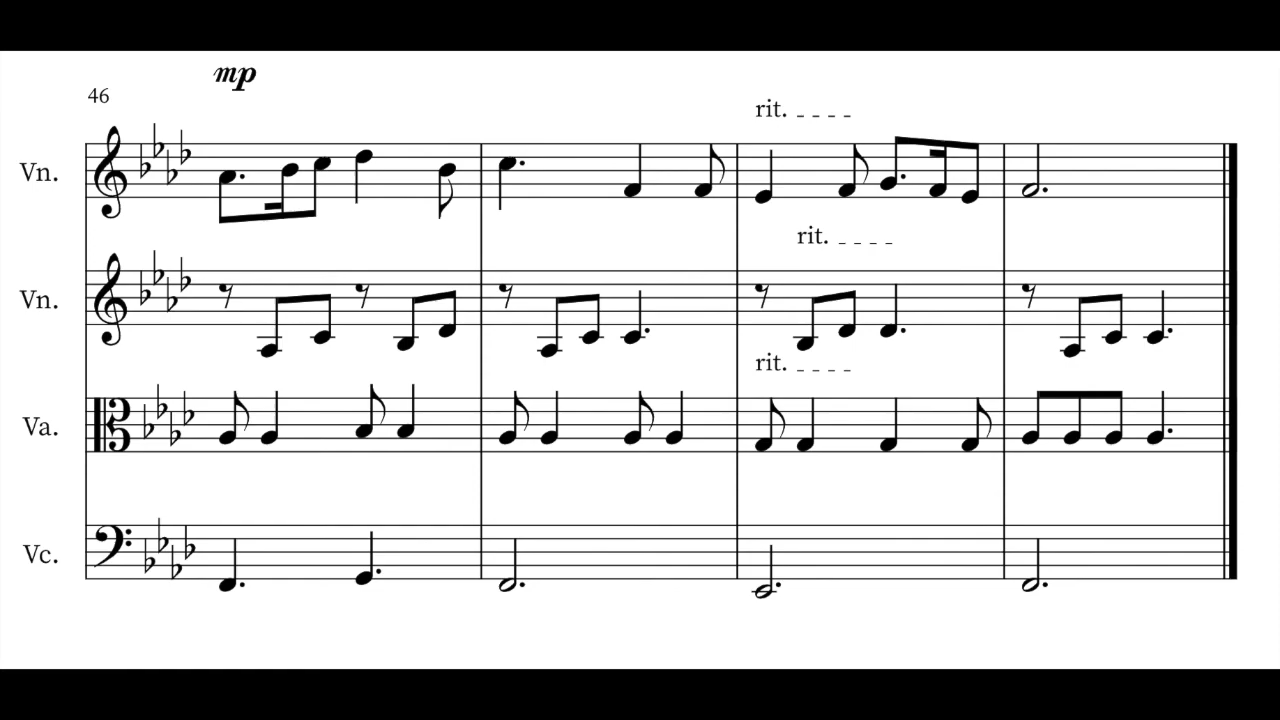 mp
46
rit. _ _ _ _
Vn.
rit. _ _ _ _
Vn.
rit. _ _ _ _
Va.
Vc.